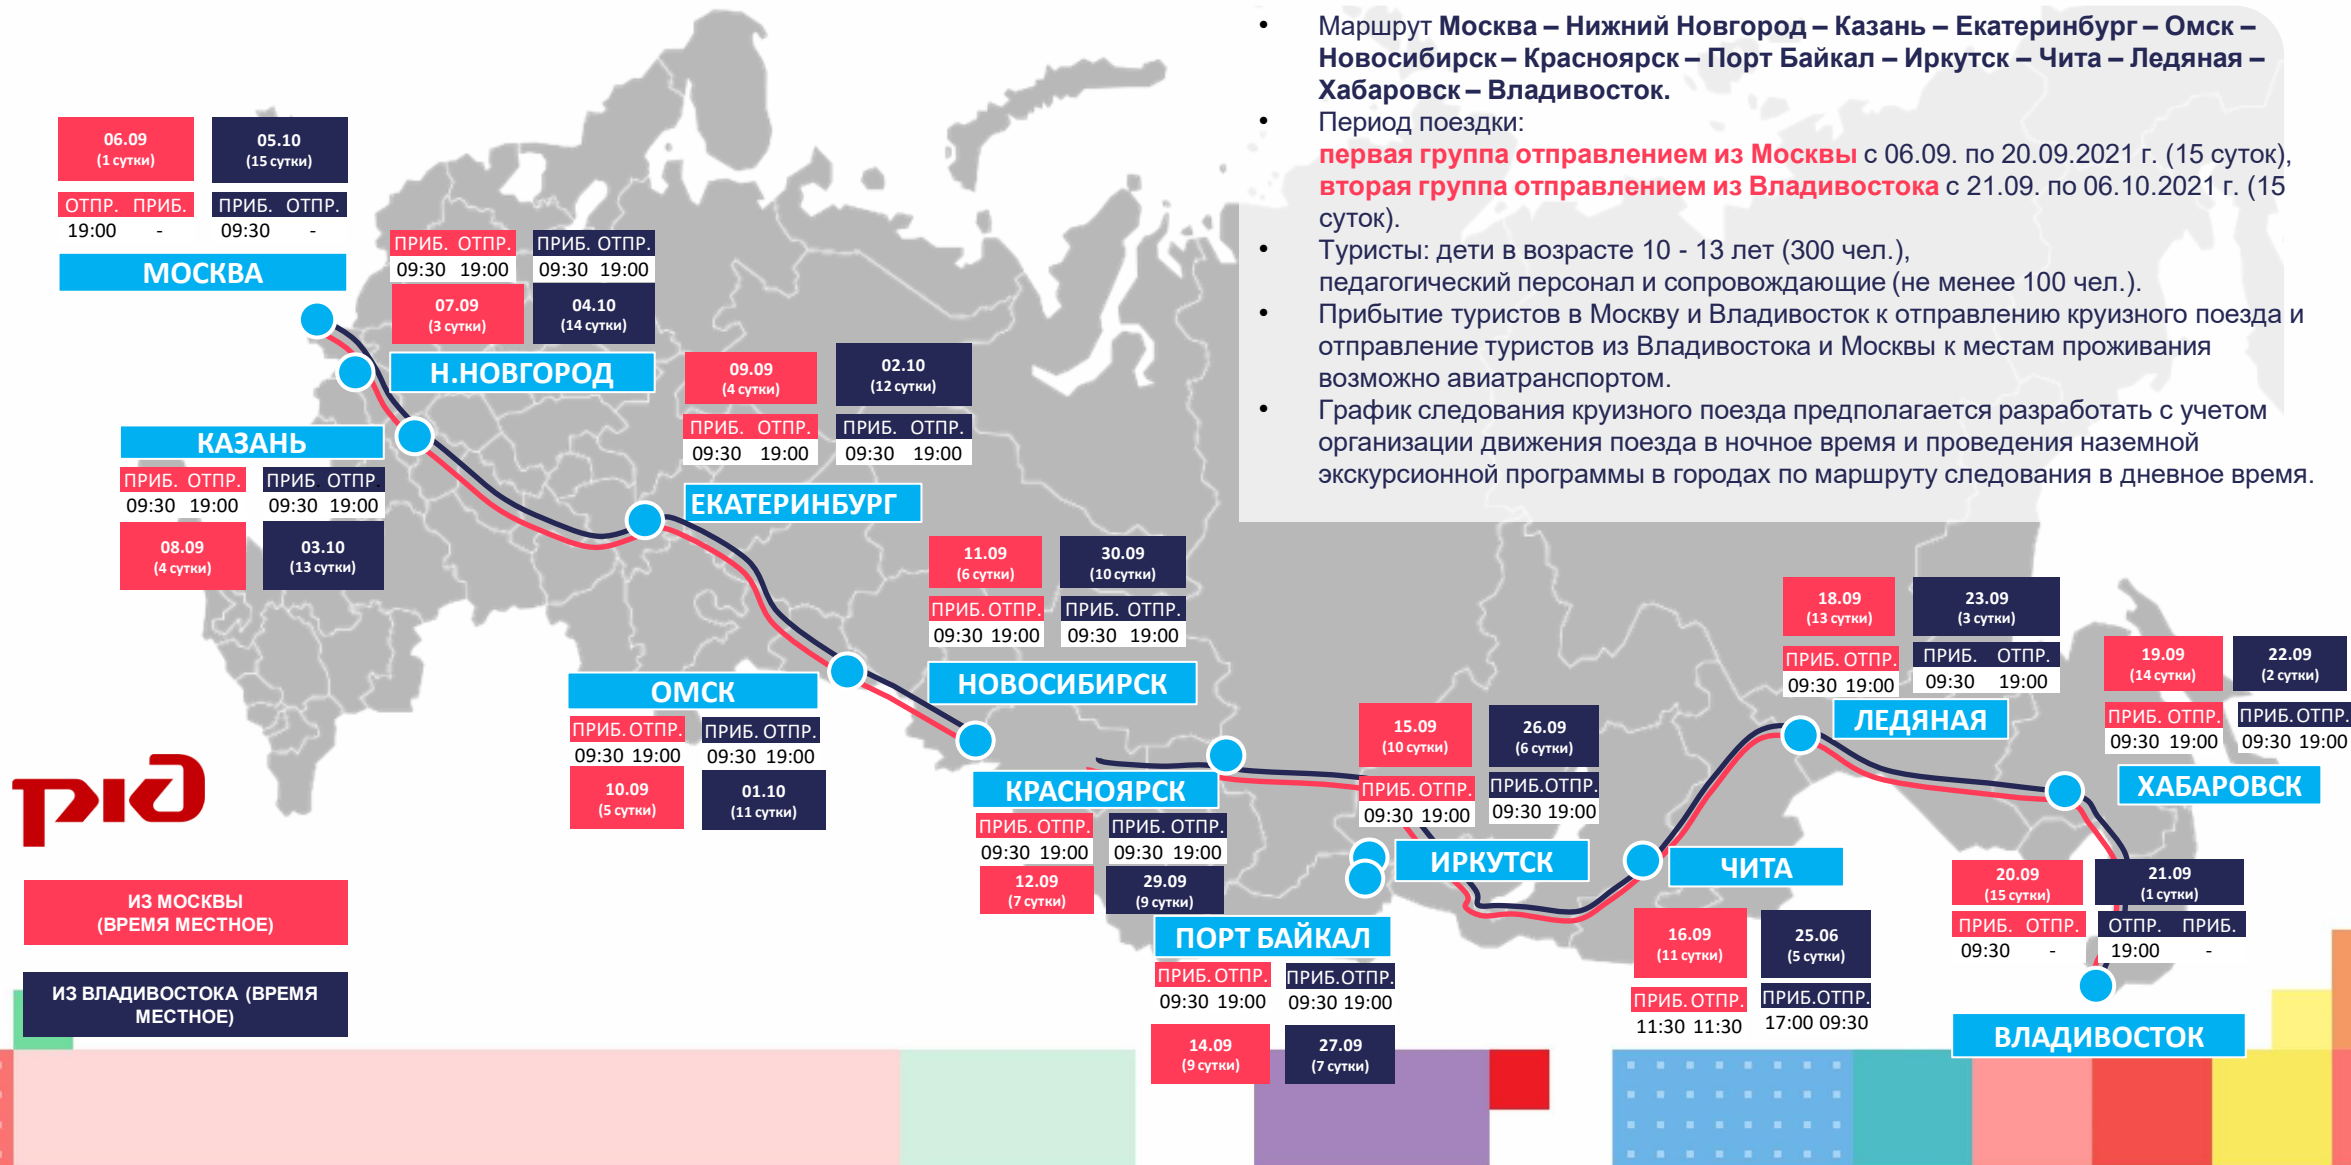 • Маршрут Москва – Нижний Новгород – Казань – Екатеринбург – Омск –
Новосибирск – Красноярск – Порт Байкал – Иркутск – Чита – Ледяная –
Хабаровск – Владивосток.
• Период поездки:
первая группа отправлением из Москвы с 06.09. по 20.09.2021 г. (15 суток),
вторая группа отправлением из Владивостока с 21.09. по 06.10.2021 г. (15
суток).
• Туристы: дети в возрасте 10 - 13 лет (300 чел.),
педагогический персонал и сопровождающие (не менее 100 чел.).
• Прибытие туристов в Москву и Владивосток к отправлению круизного поезда и
отправление туристов из Владивостока и Москвы к местам проживания
возможно авиатранспортом.
• График следования круизного поезда предполагается разработать с учетом
организации движения поезда в ночное время и проведения наземной
экскурсионной программы в городах по маршруту следования в дневное время.
06.09 05.10
(1 сутки) (15 сутки)
ОТПР. ПРИБ. ПРИБ. ОТПР.
19:00 - 09:30 -
МОСКВА
ПРИБ. ОТПР. ПРИБ. ОТПР.
09:30 19:00 09:30 19:00
07.09 04.10
(3 сутки) (14 сутки)
Н.НОВГОРОД
КАЗАНЬ
ПРИБ. ОТПР. ПРИБ. ОТПР.
09:30 19:00 09:30 19:00
08.09 03.10
(4 сутки) (13 сутки)
09.09 02.10
(4 сутки) (12 сутки)
ПРИБ. ОТПР. ПРИБ. ОТПР.
09:30 19:00 09:30 19:00
ЕКАТЕРИНБУРГ
ОМСК
ПРИБ. ОТПР. ПРИБ. ОТПР.
09:30 19:00 09:30 19:00
10.09 01.10
(5 сутки) (11 сутки)
11.09 30.09
(6 сутки) (10 сутки)
ПРИБ. ОТПР. ПРИБ. ОТПР.
09:30 19:00 09:30 19:00
НОВОСИБИРСК
КРАСНОЯРСК
ПРИБ. ОТПР. ПРИБ. ОТПР.
09:30 19:00 09:30 19:00
12.09 29.09
(7 сутки) (9 сутки)
ПОРТ БАЙКАЛ
ПРИБ. ОТПР. ПРИБ.ОТПР.
09:30 19:00 09:30 19:00
14.09 27.09
(9 сутки) (7 сутки)
15.09 26.09
(10 сутки) (6 сутки)
ПРИБ. ОТПР. ПРИБ.ОТПР.
09:30 19:00 09:30 19:00
ИРКУТСК
ЧИТА
16.09 25.06
(11 сутки) (5 сутки)
ПРИБ. ОТПР. ПРИБ.ОТПР.
11:30 11:30 17:00 09:30
18.09 23.09
(13 сутки) (3 сутки)
ПРИБ. ОТПР. ПРИБ. ОТПР.
09:30 19:00 09:30 19:00
ЛЕДЯНАЯ
19.09 22.09
(14 сутки) (2 сутки)
ПРИБ. ОТПР. ПРИБ.ОТПР.
09:30 19:00 09:30 19:00
ХАБАРОВСК
20.09 21.09
(15 сутки) (1 сутки)
ПРИБ. ОТПР. ОТПР. ПРИБ.
09:30 - 19:00 -
ВЛАДИВОСТОК
ржд
ИЗ МОСКВЫ
(ВРЕМЯ МЕСТНОЕ)
ИЗ ВЛАДИВОСТОКА (ВРЕМЯ
МЕСТНОЕ)